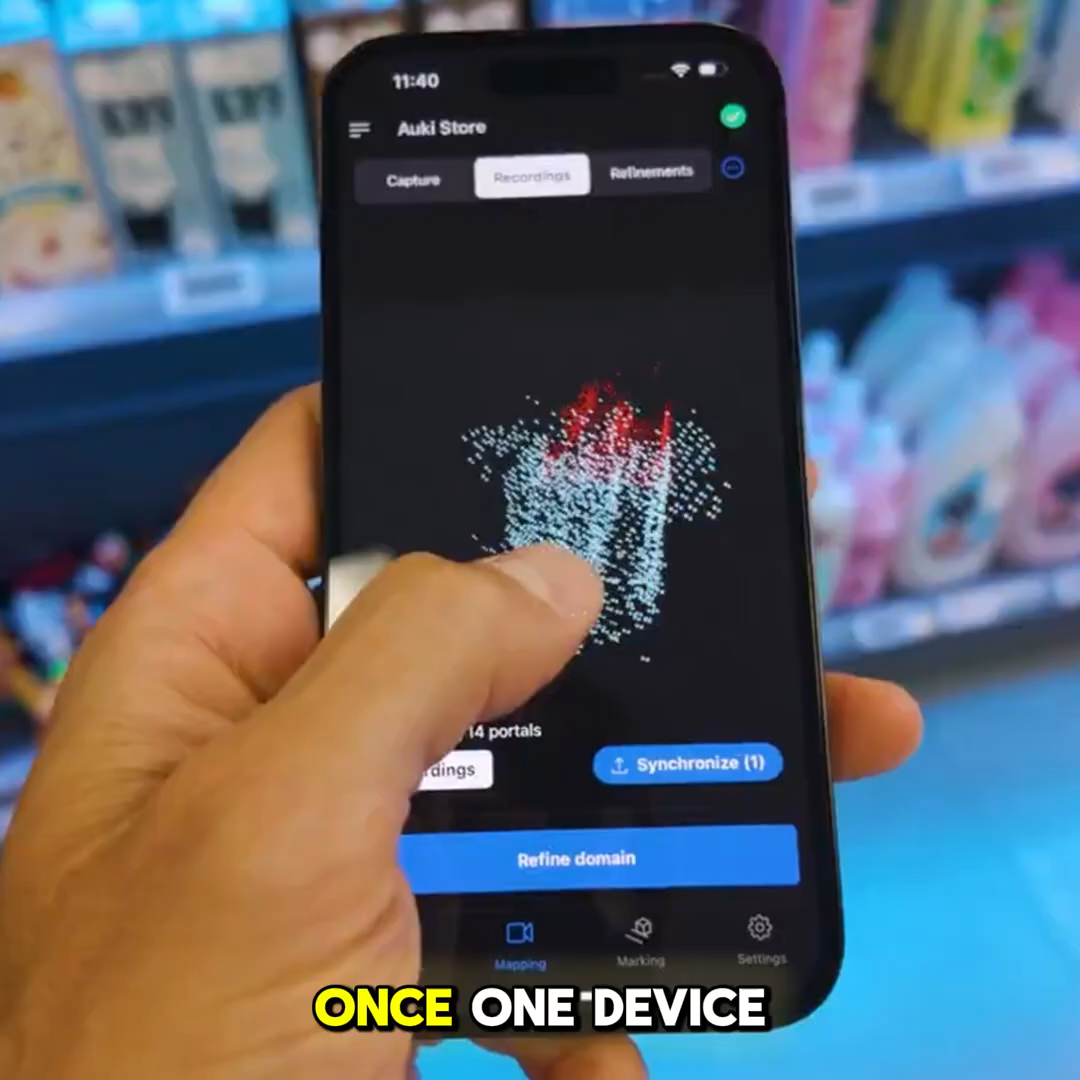 11:40
Auki Store
Capture
Recordings
Refinements
14 portals
rdings
Synchronize (1)
Refine domain
Mapping
Marking
Settings
ONCE ONE DEVICE